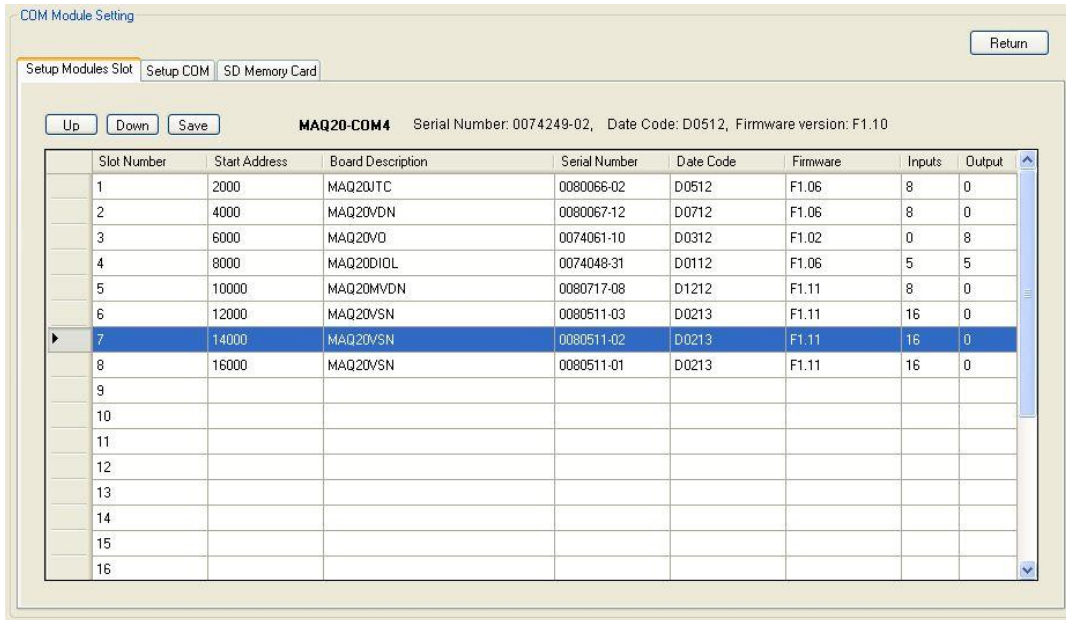 COM Module Setting
Return
Setup Modules Slot Setup COM SD Memory Card
Up Down Save MAQ20-COM4 Serial Number: 0074249-02, Date Code: D0512, Firmware version: F1.10
Slot Number Start Address Board Description Serial Number Date Code Firmware Inputs Output
1 2000 MAQ20JTC 0080066-02 D0512 F1.06 8 0
2 4000 MAQ20VDN 0080067-12 D0712 F1.06 8 0
3 6000 MAQ20VO 0074061-10 D0312 F1.02 0 8
4 8000 MAQ20DIOL 0074048-31 D0112 F1.06 5 5
5 10000 MAQ20MVDN 0080717-08 D1212 F1.11 8 0
6 12000 MAQ20VSN 0080511-03 D0213 F1.11 16 0
7 14000 MAQ20VSN 0080511-02 D0213 F1.11 16 0
8 16000 MAQ20VSN 0080511-01 D0213 F1.11 16 0
9
10
11
12
13
14
15
16